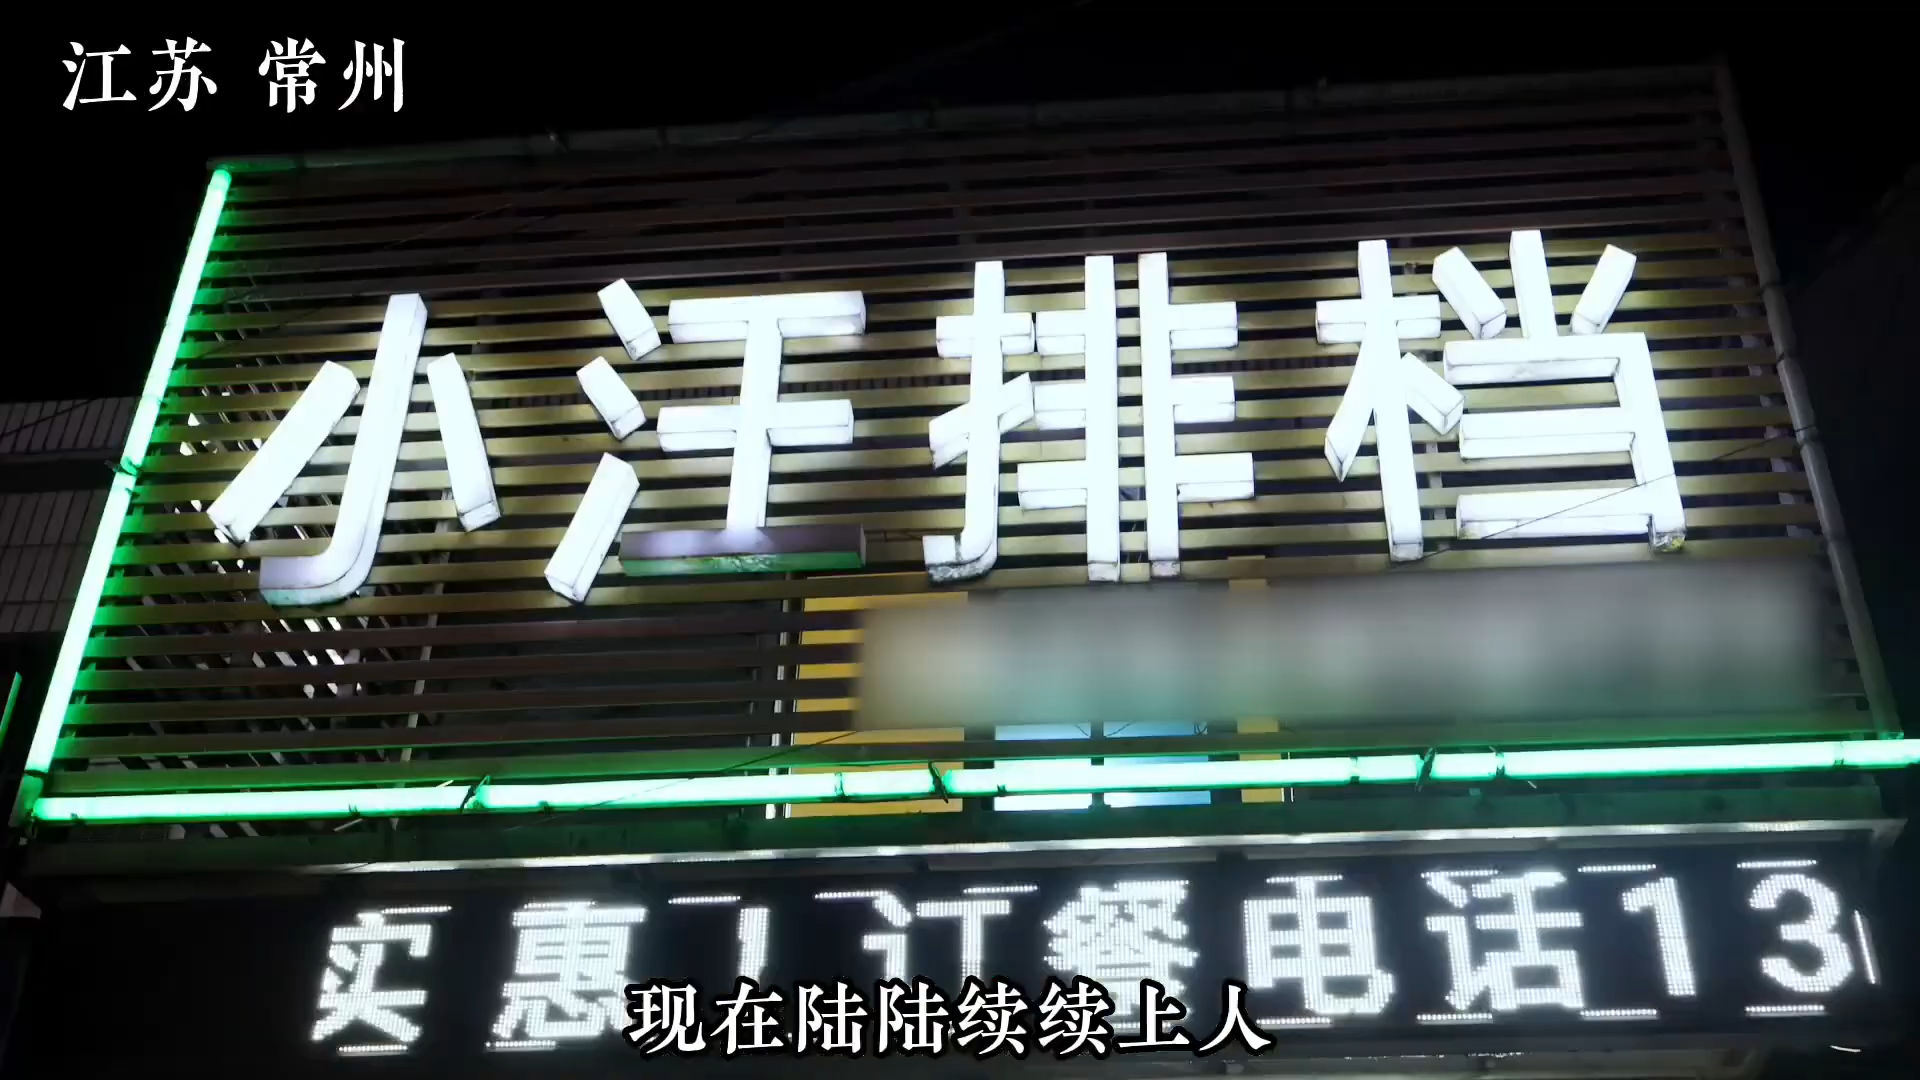 江苏 常州
小汪排档
实惠!订餐电话13
现在陆陆续续上人